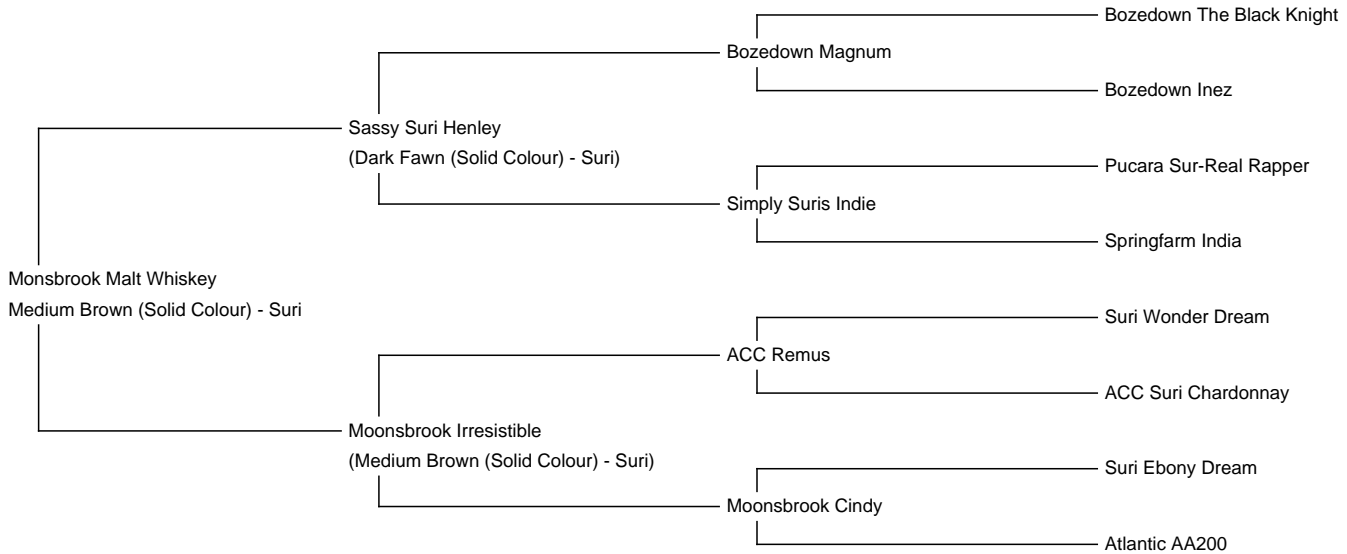 Bozedown The Black Knight
Bozedown Magnum
Bozedown Inez
Sassy Suri Henley
(Dark Fawn (Solid Colour) - Suri)
Pucara Sur-Real Rapper
Simply Suris Indie
Springfarm India
Monsbrook Malt Whiskey
Medium Brown (Solid Colour) - Suri
Suri Wonder Dream
ACC Remus
ACC Suri Chardonnay
Moonsbrook Irresistible
(Medium Brown (Solid Colour) - Suri)
Suri Ebony Dream
Moonsbrook Cindy
Atlantic AA200